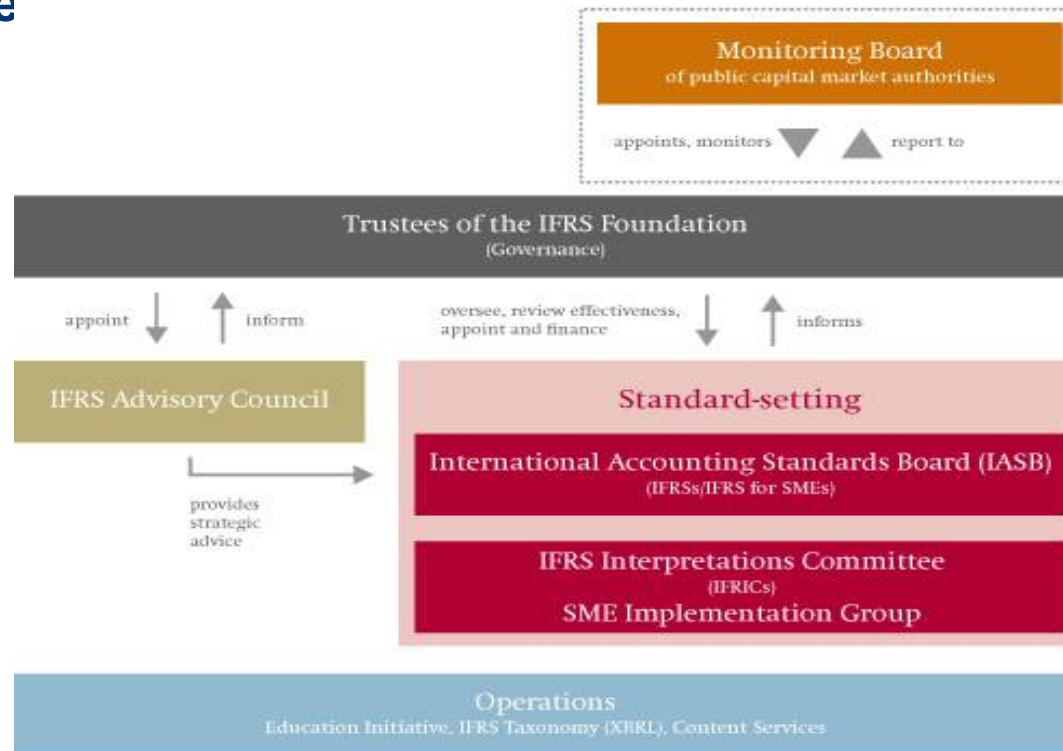 e
Monitoring Board
of public capital market authorities
appoints, monitors
report to
Trustees of the IFRS Foundation
(Governance)
appoint
inform
oversee, review effectiveness,
appoint and finance
informs
IFRS Advisory Council
Standard-setting
International Accounting Standards Board (IASB)
(IFRSs/IFRS for SMEs)
provides
strategic
advice
IFRS Interpretations Committee
(IFRICs)
SME Implementation Group
Operations
Education Initiative, IFRS Taxonomy (XBRL), Content Services